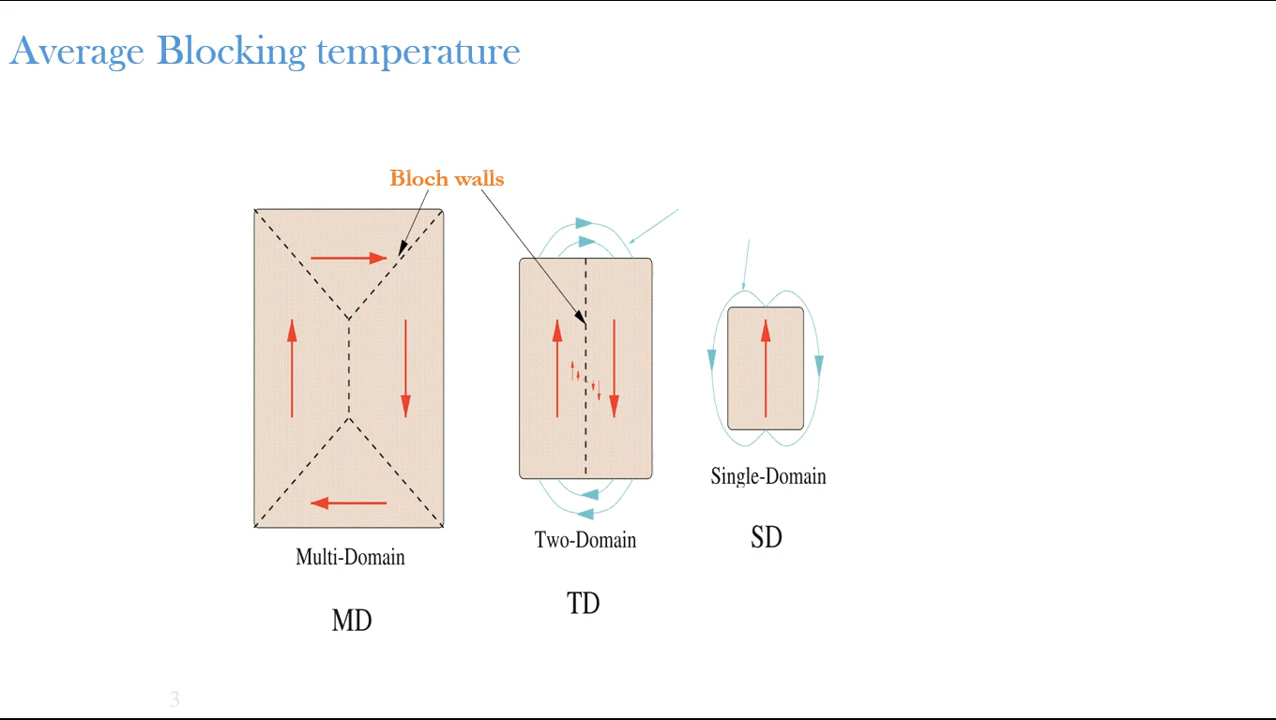 Average Blocking temperature
Bloch walls
Single-Domain
SD
Two-Domain
TD
Multi-Domain
MD
3